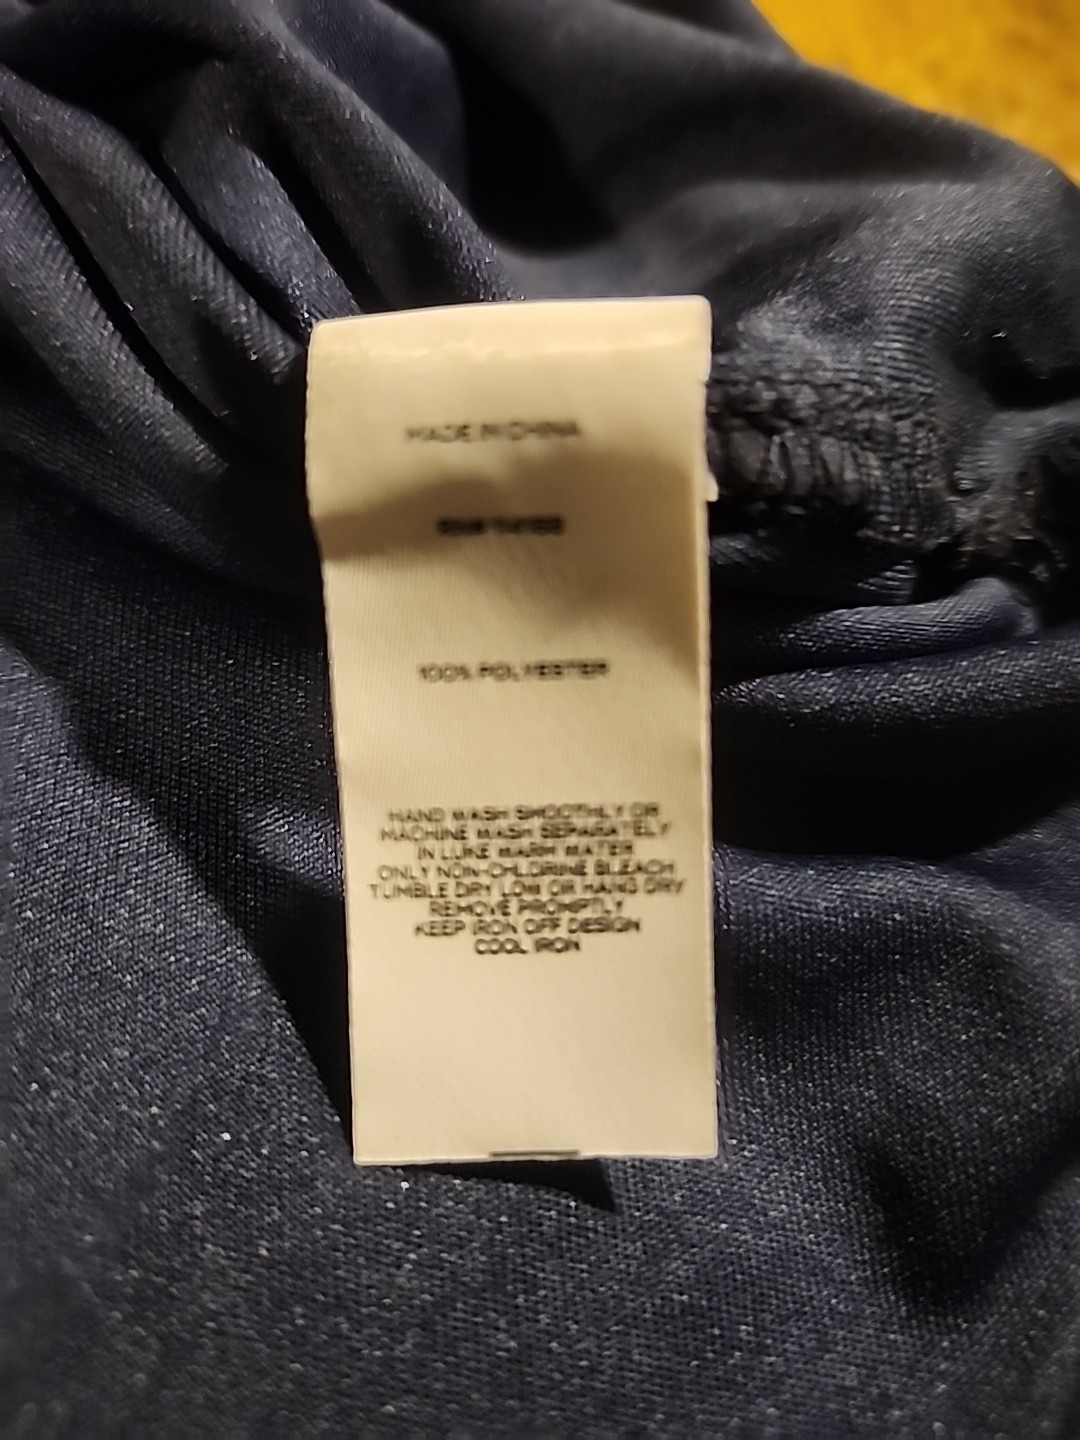 MADE IN CHINA
100% POLYESTER
HAND WASH SMOOTHLY OR
MACHINE WASH SEPARATELY
IN LUKE WARM WATER
ONLY NON-CHLORINE BLEACH
TUMBLE DRY LOW OR HANG DRY
REMOVE PROMPTLY
KEEP IRON OFF DESIGN
COOL IRON